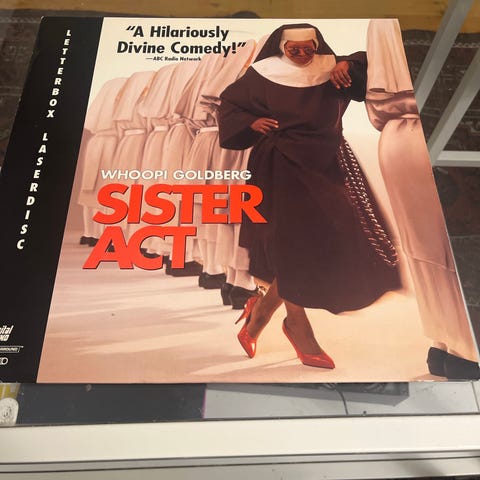 "A Hilariously
Divine Comedy!"
—ABC Radio Network
LETTERBOX LASERDISC
WHOOPI GOLDBERG
SISTER
ACT